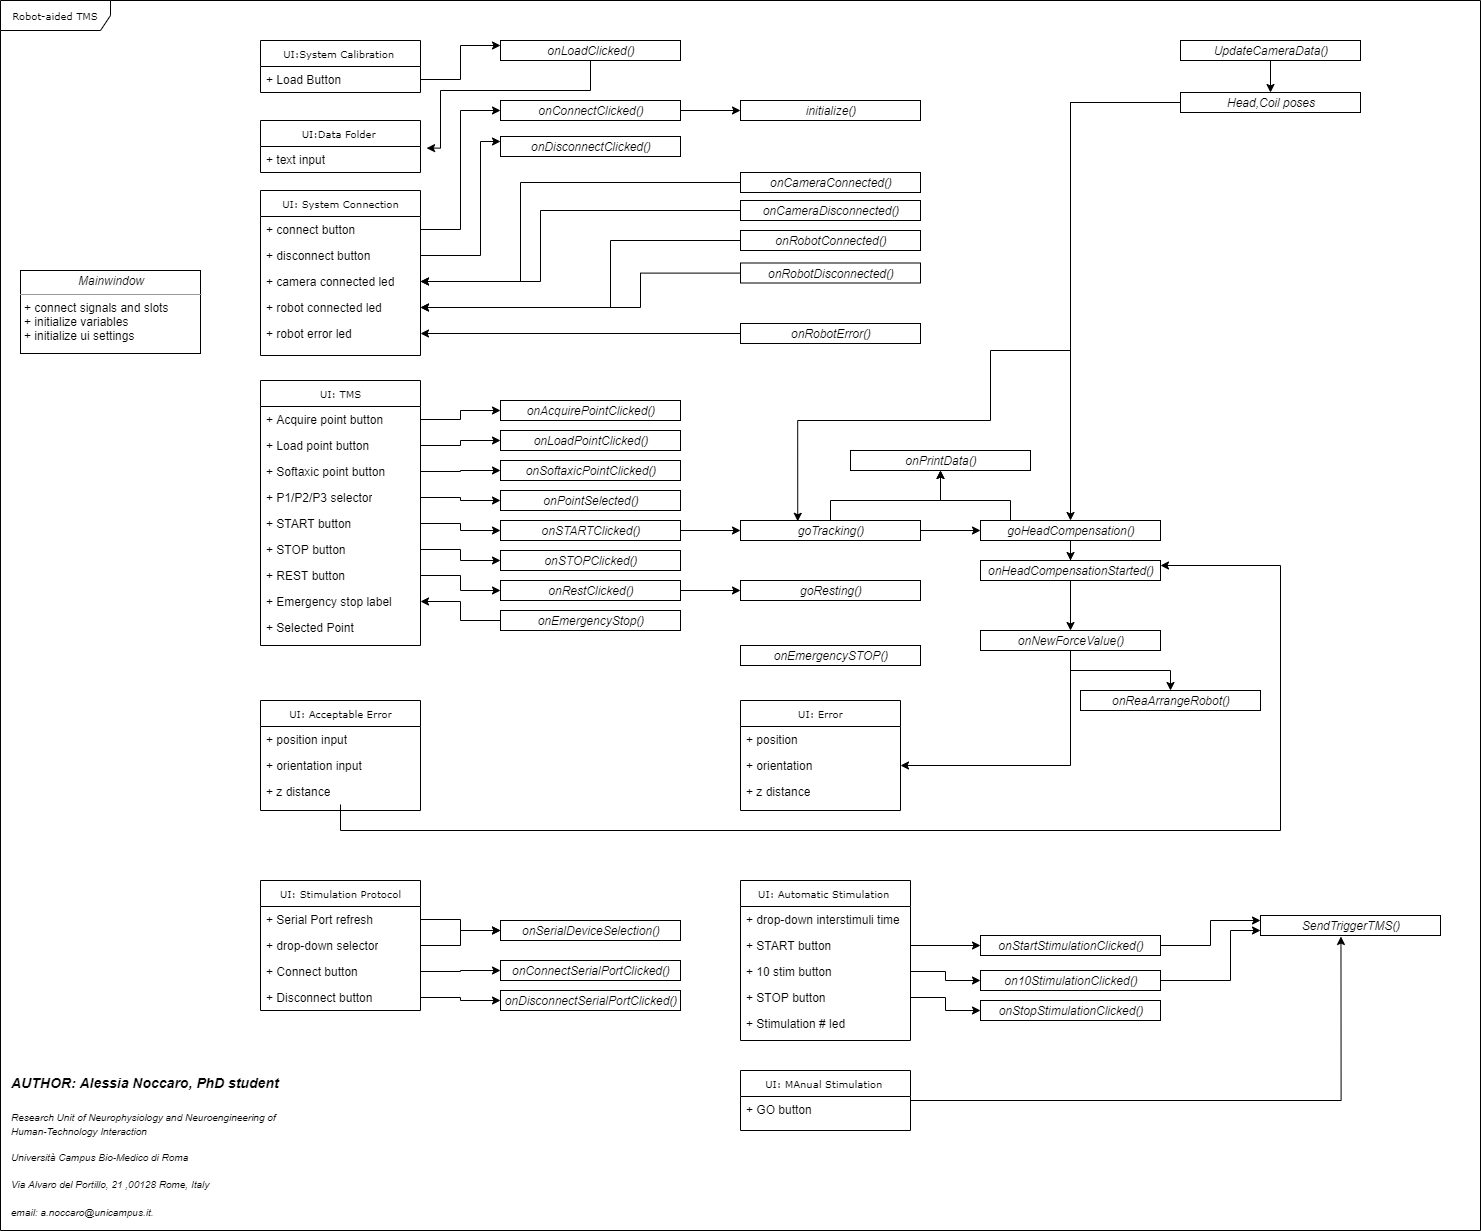 Robot-aided TMS
UI:System Calibration
+ Load Button
onLoadClicked()
UpdateCameraData()
Head,Coil poses
onConnectClicked()
initialize()
UI:Data Folder
+ text input
onDisconnectClicked()
onCameraConnected()
onCameraDisconnected()
onRobotConnected()
onRobotDisconnected()
onRobotError()
UI: System Connection
+ connect button
+ disconnect button
+ camera connected led
+ robot connected led
+ robot error led
Mainwindow
+ connect signals and slots
+ initialize variables
+ initialize ui settings
UI: TMS
+ Acquire point button
+ Load point button
+ Softaxic point button
+ P1/P2/P3 selector
+ START button
+ STOP button
+ REST button
+ Emergency stop label
+ Selected Point
onAcquirePointClicked()
onLoadPointClicked()
onSoftaxicPointClicked()
onPointSelected()
onSTARTClicked()
onSTOPClicked()
onRestClicked()
onEmergencyStop()
onPrintData()
goTracking()
goHeadCompensation()
onHeadCompensationStarted()
goResting()
onNewForceValue()
onEmergencySTOP()
onReaArrangeRobot()
UI: Acceptable Error
+ position input
+ orientation input
+ z distance
UI: Error
+ position
+ orientation
+ z distance
UI: Stimulation Protocol
+ Serial Port refresh
+ drop-down selector
+ Connect button
+ Disconnect button
onSerialDeviceSelection()
onConnectSerialPortClicked()
onDisconnectSerialPortClicked()
UI: Automatic Stimulation
+ drop-down interstimuli time
+ START button
+ 10 stim button
+ STOP button
+ Stimulation # led
onStartStimulationClicked()
on10StimulationClicked()
onStopStimulationClicked()
SendTriggerTMS()
UI: MAnual Stimulation
+ GO button
AUTHOR: Alessia Noccaro, PhD student
Research Unit of Neurophysiology and Neuroengineering of
Human-Technology Interaction
Università Campus Bio-Medico di Roma
Via Alvaro del Portillo, 21 ,00128 Rome, Italy
email: a.noccaro@unicampus.it.